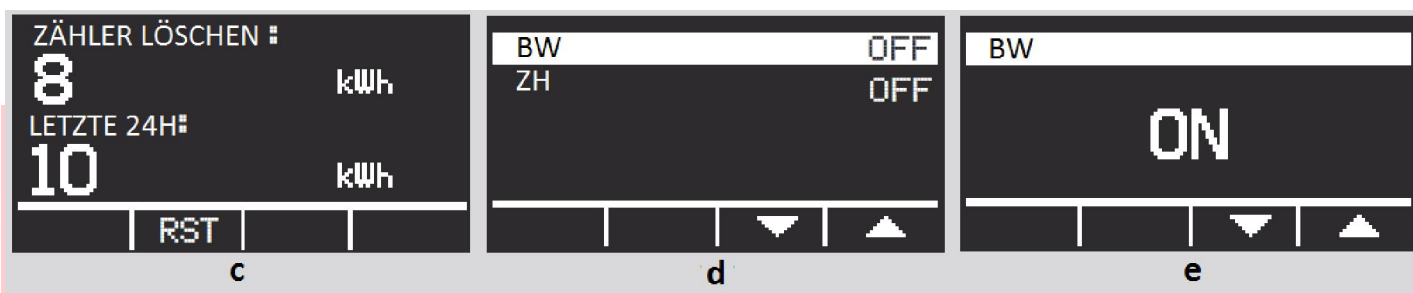 ZÄHLER LÖSCHEN :
8 kWh
LETZTE 24H:
10 kWh
RST
c
BW OFF
ZH OFF
d
BW
ON
e